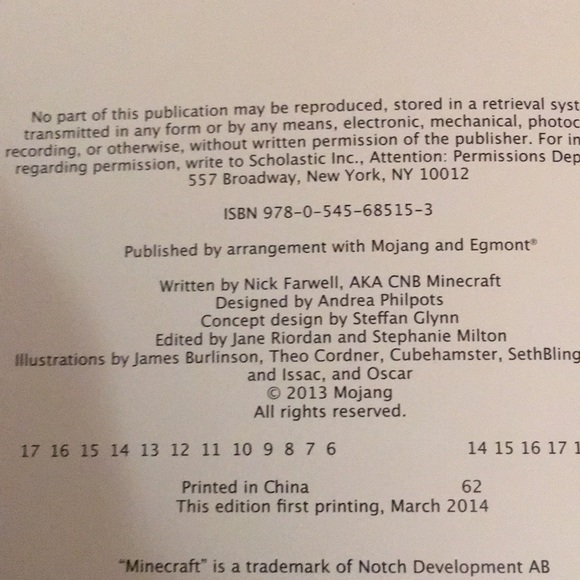 No part of this publication may be reproduced, stored in a retrieval syst
transmitted in any form or by any means, electronic, mechanical, photoc
recording, or otherwise, without written permission of the publisher. For in
regarding permission, write to Scholastic Inc., Attention: Permissions Dep
557 Broadway, New York, NY 10012
ISBN 978-0-545-68515-3
Published by arrangement with Mojang and Egmont®
Written by Nick Farwell, AKA CNB Minecraft
Designed by Andrea Philpots
Concept design by Steffan Glynn
Edited by Jane Riordan and Stephanie Milton
Illustrations by James Burlinson, Theo Cordner, Cubehamster, SethBling
and Issac, and Oscar
© 2013 Mojang
All rights reserved.
17 16 15 14 13 12 11 10 9 8 7 6 14 15 16 17 1
Printed in China 62
This edition first printing, March 2014
“Minecraft” is a trademark of Notch Development AB